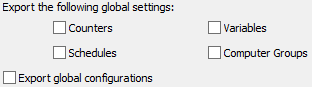 Export the following global settings:
Counters Variables
Schedules Computer Groups
Export global configurations